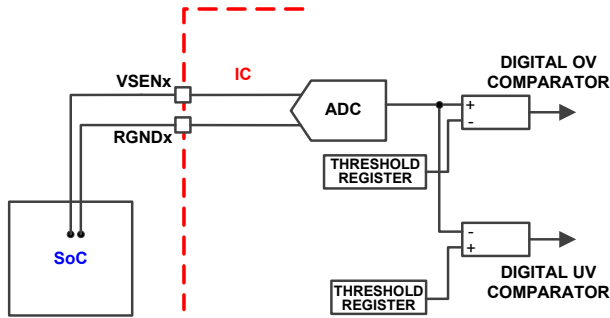 VSENx
IC
DIGITAL OV
COMPARATOR
ADC
+
-
RGNDx
THRESHOLD
REGISTER
SoC
-
+
DIGITAL UV
COMPARATOR
THRESHOLD
REGISTER